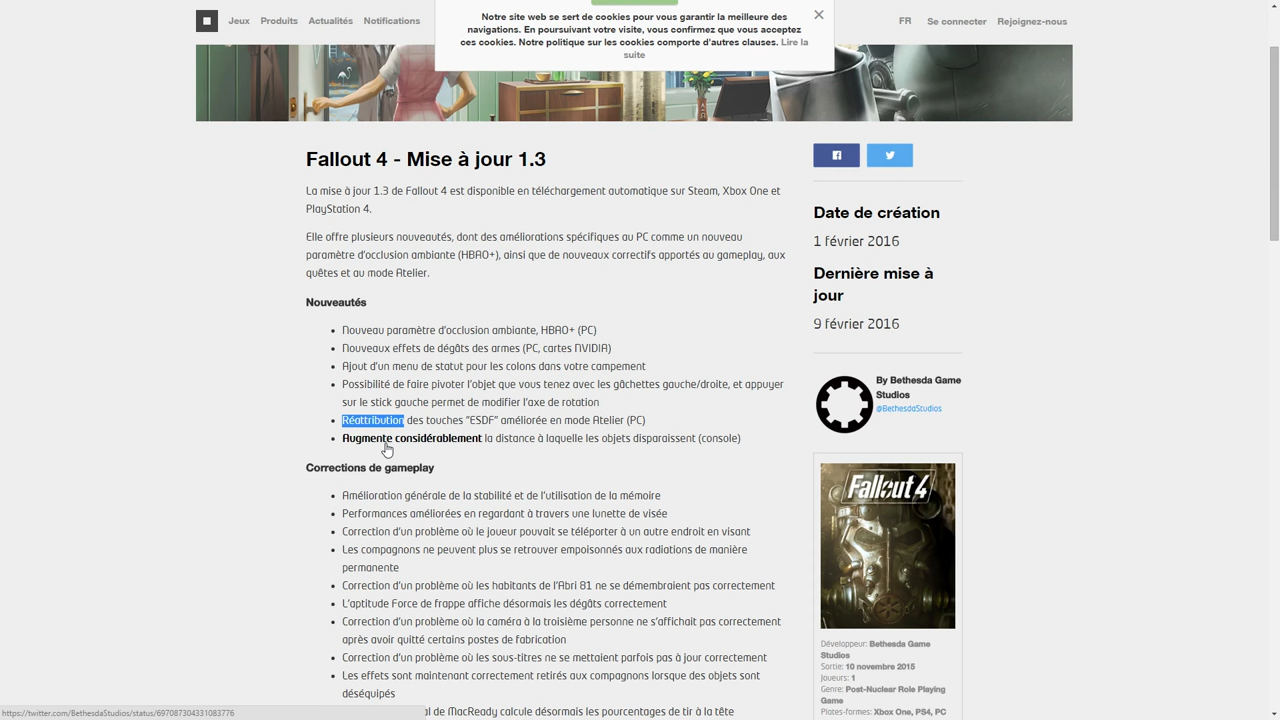 Jeux Produits Actualités Notifications
Notre site web se sert de cookies pour vous garantir la meilleure des
navigations. En poursuivant votre visite, vous confirmez que vous acceptez
ces cookies. Notre politique sur les cookies comporte d'autres clauses. Lire la
suite
FR Se connecter Rejoignez-nous
Fallout 4 - Mise à jour 1.3
La mise à jour 1.3 de Fallout 4 est disponible en téléchargement automatique sur Steam, Xbox One et
PlayStation 4.
Elle offre plusieurs nouveautés, dont des améliorations spécifiques au PC comme un nouveau
paramètre d'occlusion ambiante (HBAO+), ainsi que de nouveaux correctifs apportés au gameplay, aux
quêtes et au mode Atelier.
Nouveautés
• Nouveau paramètre d'occlusion ambiante, HBAO+ (PC)
• Nouveaux effets de dégâts des armes (PC, cartes NVIDIA)
• Ajout d'un menu de statut pour les colons dans votre campement
• Possibilité de faire pivoter l'objet que vous tenez avec les gâchettes gauche/droite, et appuyer
sur le stick gauche permet de modifier l'axe de rotation
• Réattribution des touches "ESDF" améliorée en mode Atelier (PC)
• Augmente considérablement la distance à laquelle les objets disparaissent (console)
Corrections de gameplay
• Amélioration générale de la stabilité et de l'utilisation de la mémoire
• Performances améliorées en regardant à travers une lunette de visée
• Correction d'un problème où le joueur pouvait se téléporter à un autre endroit en visant
• Les compagnons ne peuvent plus se retrouver empoisonnés aux radiations de manière
permanente
• Correction d'un problème où les habitants de l'Abri 81 ne se démembraient pas correctement
• L'aptitude Force de frappe affiche désormais les dégâts correctement
• Correction d'un problème où la caméra à la troisième personne ne s'affichait pas correctement
après avoir quitté certains postes de fabrication
• Correction d'un problème où les sous-titres ne se mettaient parfois pas à jour correctement
• Les effets sont maintenant correctement retirés aux compagnons lorsque des objets sont
déséquipés
al de MacReady calcule désormais les pourcentages de tir à la tête
Date de création
1 février 2016
Dernière mise à
jour
9 février 2016
By Bethesda Game
Studios
@BethesdaStudios
Fallout 4
Développeur: Bethesda Game
Studios
Sortie: 10 novembre 2015
Joueurs: 1
Genre: Post-Nuclear Role Playing
Game
Plates-formes: Xbox One, PS4, PC
https://twitter.com/BethesdaStudios/status/697087304331083776